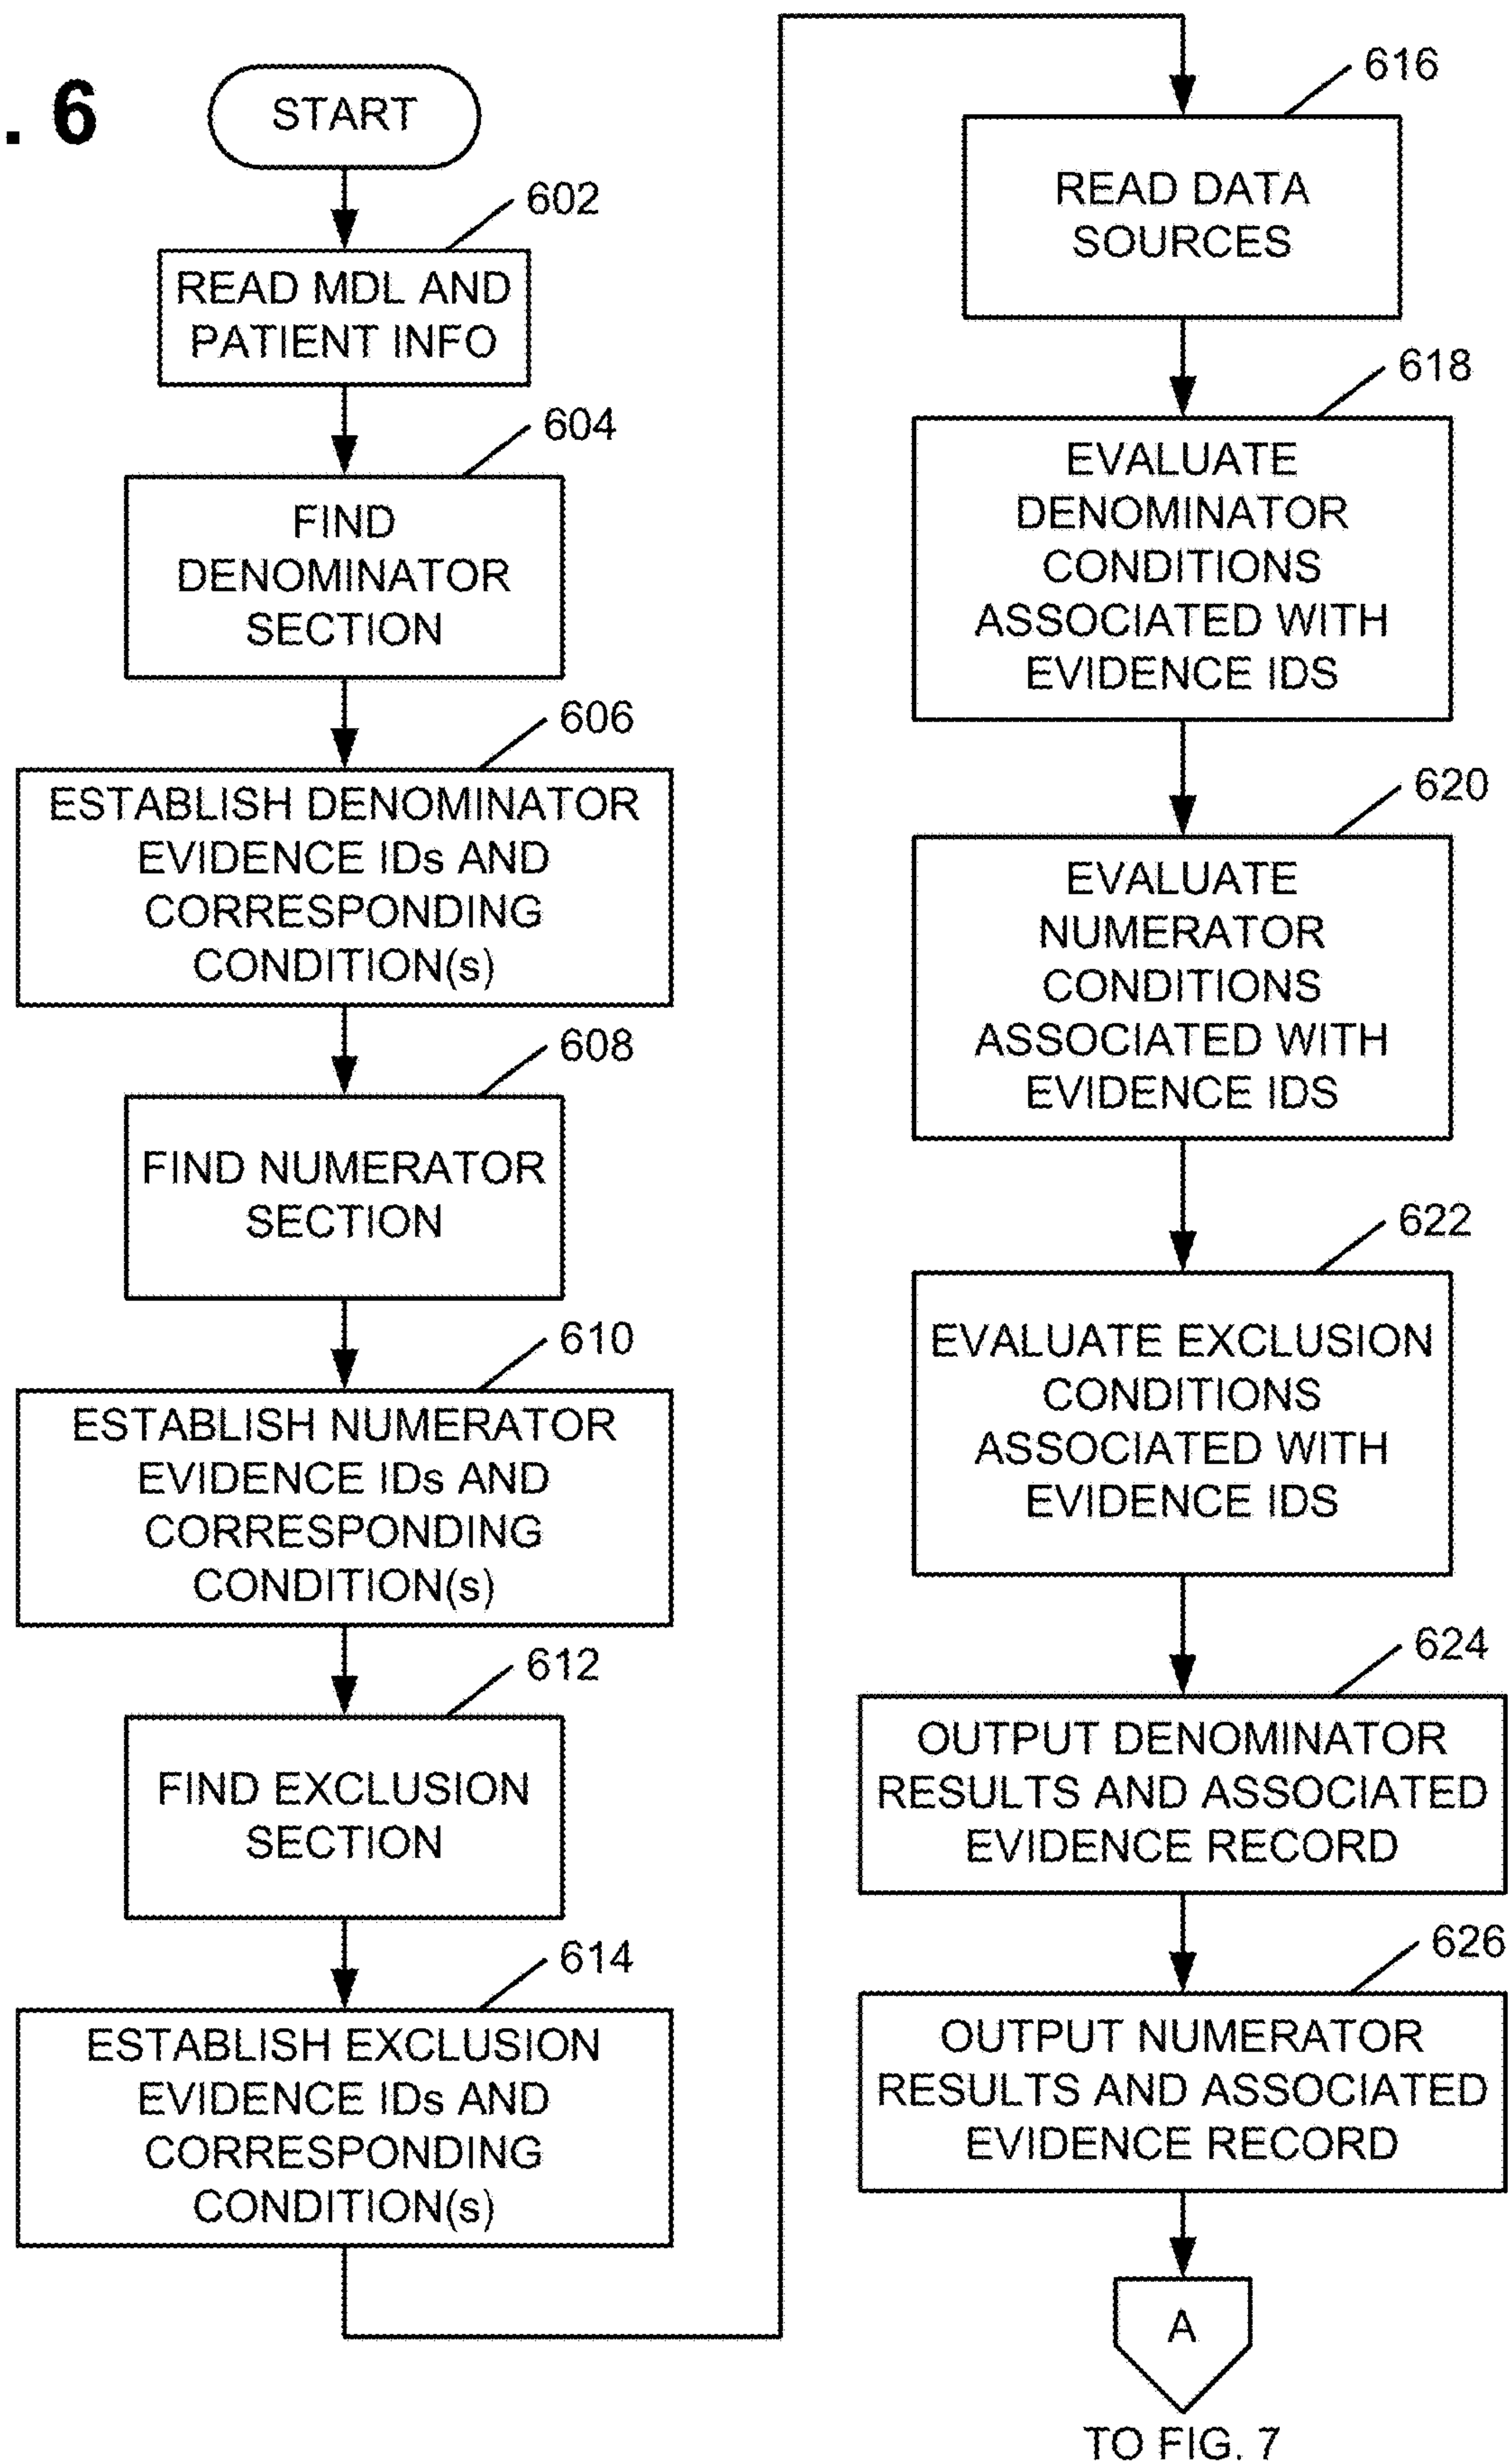 . 6
START
602
READ MDL AND
PATIENT INFO
604
FIND
DENOMINATOR
SECTION
606
ESTABLISH DENOMINATOR
EVIDENCE IDs AND
CORRESPONDING
CONDITION(s)
608
FIND NUMERATOR
SECTION
610
ESTABLISH NUMERATOR
EVIDENCE IDs AND
CORRESPONDING
CONDITION(s)
612
FIND EXCLUSION
SECTION
614
ESTABLISH EXCLUSION
EVIDENCE IDs AND
CORRESPONDING
CONDITION(s)
616
READ DATA
SOURCES
618
EVALUATE
DENOMINATOR
CONDITIONS
ASSOCIATED WITH
EVIDENCE IDS
620
EVALUATE
NUMERATOR
CONDITIONS
ASSOCIATED WITH
EVIDENCE IDS
622
EVALUATE EXCLUSION
CONDITIONS
ASSOCIATED WITH
EVIDENCE IDS
624
OUTPUT DENOMINATOR
RESULTS AND ASSOCIATED
EVIDENCE RECORD
626
OUTPUT NUMERATOR
RESULTS AND ASSOCIATED
EVIDENCE RECORD
A
TO FIG. 7